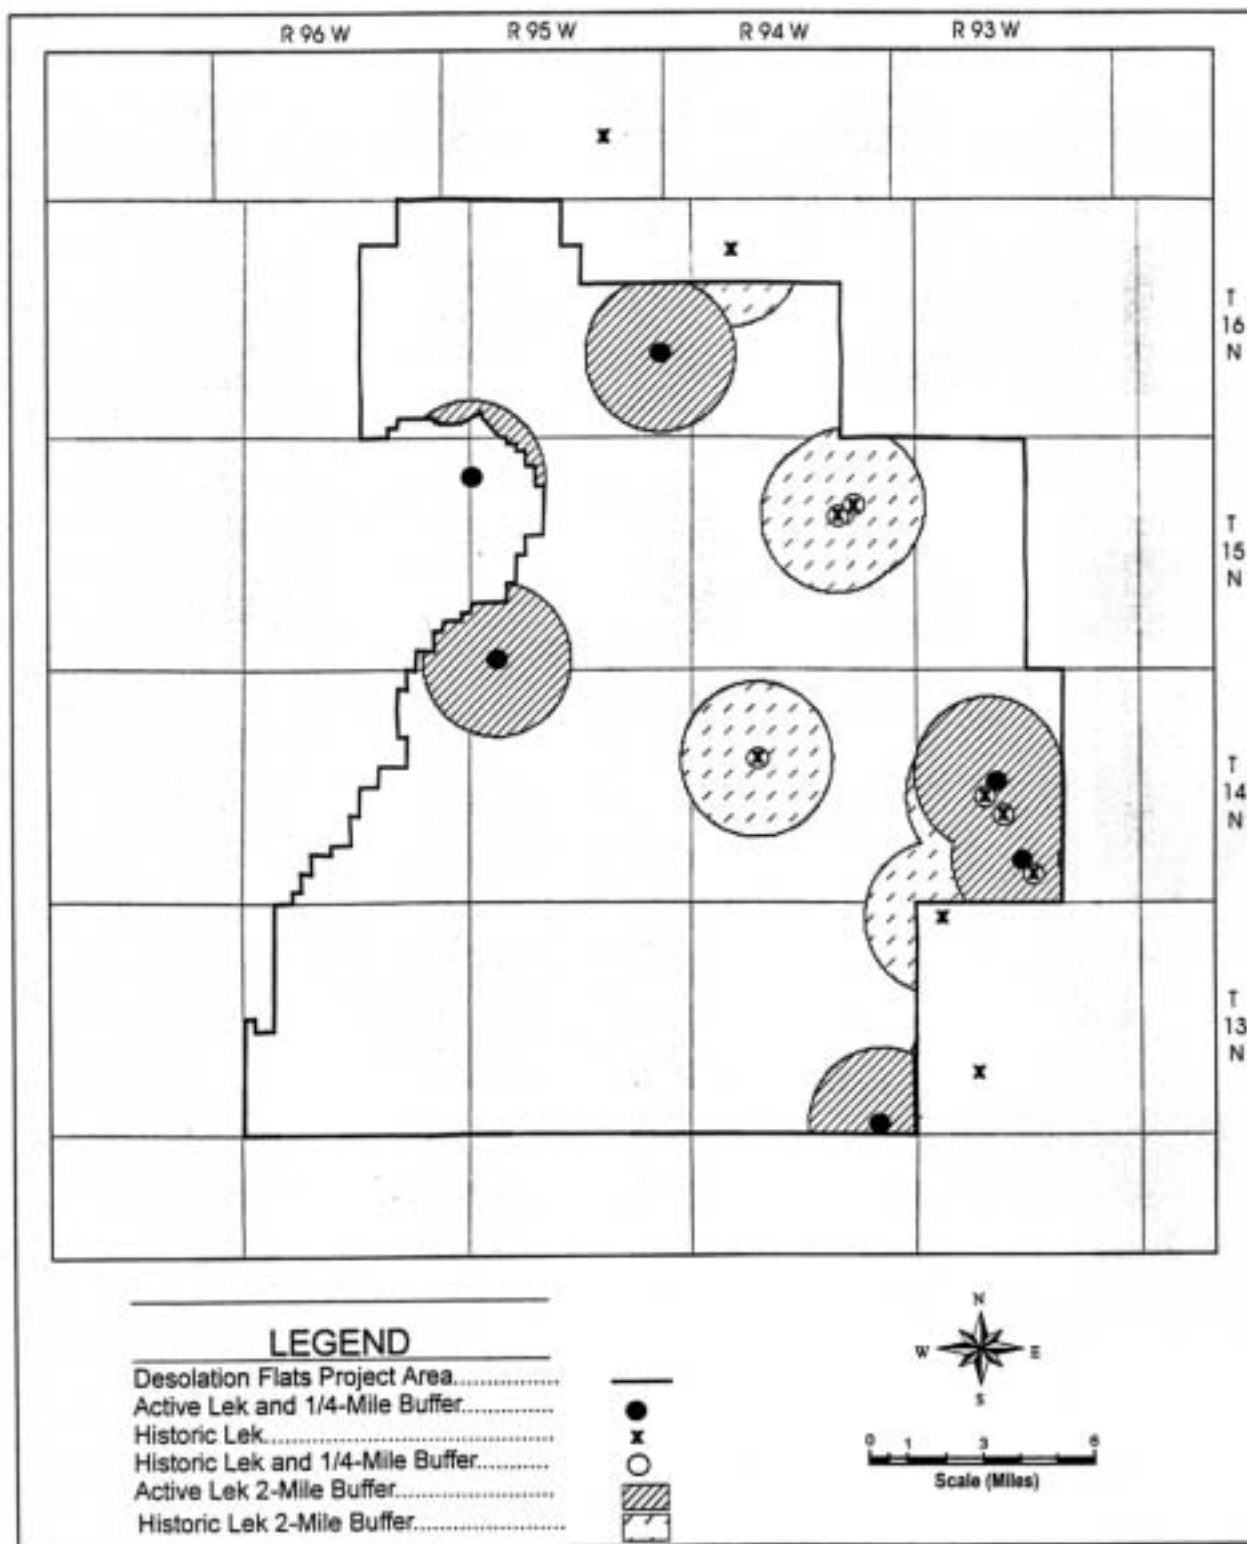 R 96 W R 95 W R 94 W R 93 W
T
16
N
T
15
N
T
14
N
T
13
N
LEGEND
Desolation Flats Project Area..................
Active Lek and 1/4-Mile Buffer...............
Historic Lek...............................................
Historic Lek and 1/4-Mile Buffer............
Active Lek 2-Mile Buffer..........................
Historic Lek 2-Mile Buffer.........................
N
W E
S
0 1 3 6
Scale (Miles)